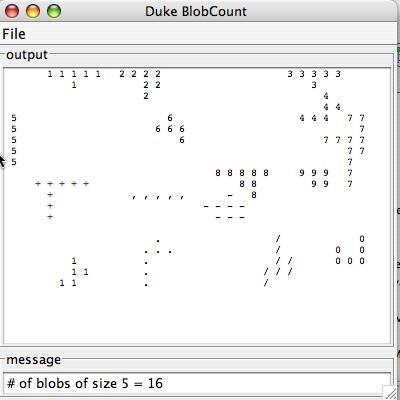 Duke BlobCount
File
output
1 1 1 1 1 2 2 2 2 3 3 3 3 3
1 2 2 3
2 4
4 4
5 6 4 4 4 7 7
5 6 6 6 7
5 6 7 7 7 7
5 7 7
5 7
8 8 8 8 8 9 9 9 7
+ + + + + 8 8 9 9 7
+ , , , , , - 8
+ - - - -
+ - - -
. / 0
. . . / 0 0
1 . / / 0 0 0
1 1 . / / /
1 1 . /
message
# of blobs of size 5 = 16